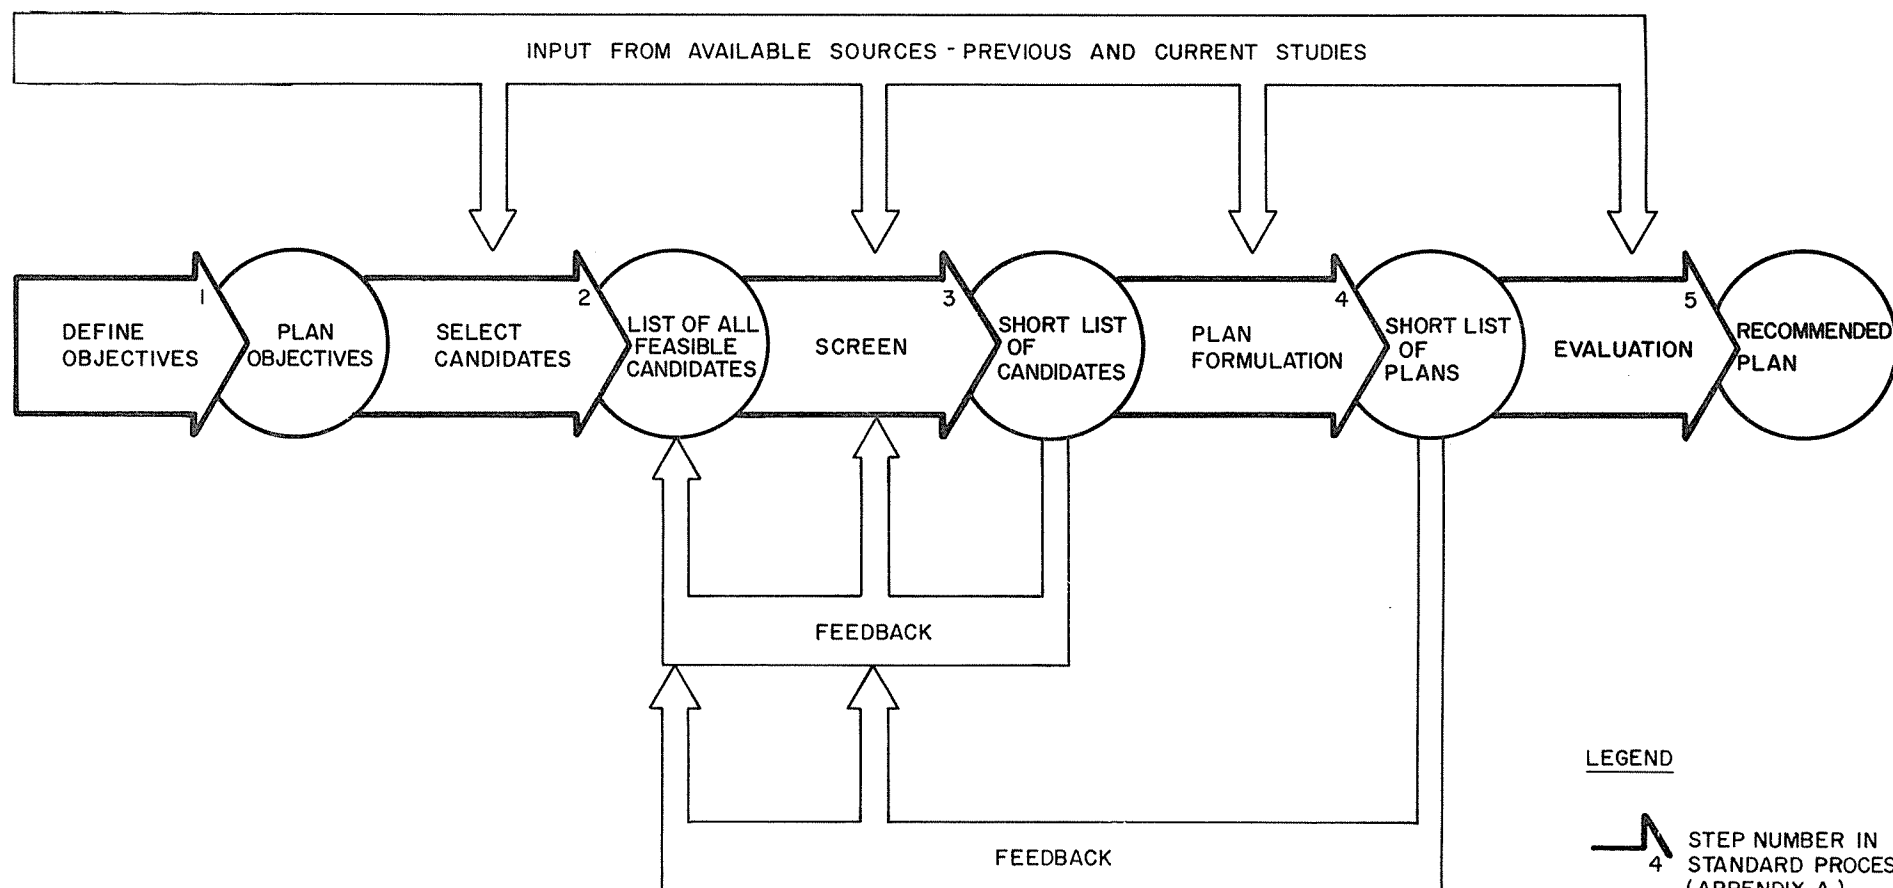 INPUT FROM AVAILABLE SOURCES - PREVIOUS AND CURRENT STUDIES
1
DEFINE
OBJECTIVES
PLAN
OBJECTIVES
2
SELECT
CANDIDATES
LIST OF ALL
FEASIBLE
CANDIDATES
3
SCREEN
SHORT LIST
OF
CANDIDATES
4
PLAN
FORMULATION
SHORT LIST
OF
PLANS
5
EVALUATION
RECOMMENDED
PLAN
FEEDBACK
FEEDBACK
LEGEND
4
STEP NUMBER IN
STANDARD PROCES
(APPENDIX A)